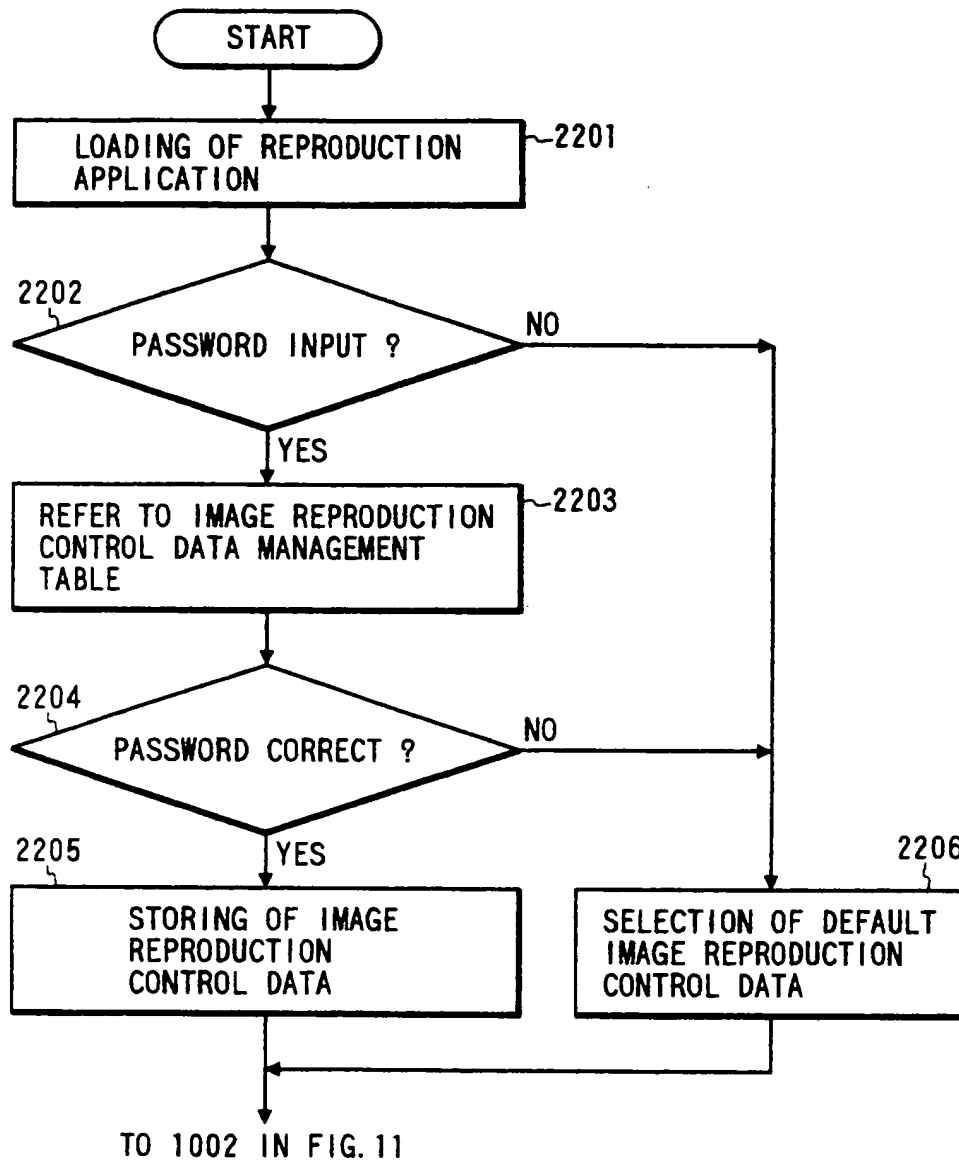 START
LOADING OF REPRODUCTION
APPLICATION
2201
2202
PASSWORD INPUT ?
NO
YES
REFER TO IMAGE REPRODUCTION
CONTROL DATA MANAGEMENT
TABLE
2203
2204
PASSWORD CORRECT ?
NO
YES
2205
STORING OF IMAGE
REPRODUCTION
CONTROL DATA
2206
SELECTION OF DEFAULT
IMAGE REPRODUCTION
CONTROL DATA
TO 1002 IN FIG. 11